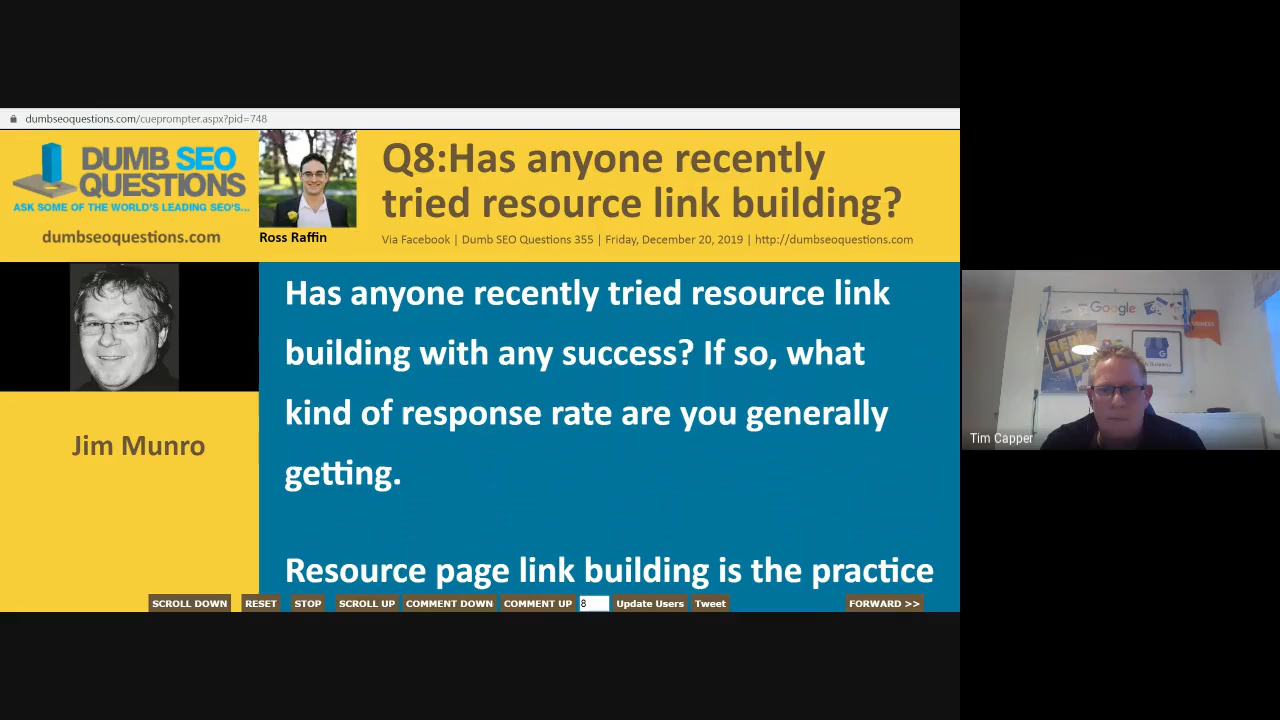 dumbseoquestions.com/cueprompter.aspx?pid=748
DUMB SEO
QUESTIONS
ASK SOME OF THE WORLD'S LEADING SEO'S...
dumbseoquestions.com
Ross Raffin
Q8:Has anyone recently
tried resource link building?
Via Facebook | Dumb SEO Questions 355 | Friday, December 20, 2019 | http://dumbseoquestions.com
Jim Munro
Has anyone recently tried resource link
building with any success? If so, what
kind of response rate are you generally
getting.
Resource page link building is the practice
SCROLL DOWN RESET STOP SCROLL UP COMMENT DOWN COMMENT UP 8 Update Users Tweet FORWARD >>
Google
Tim Capper